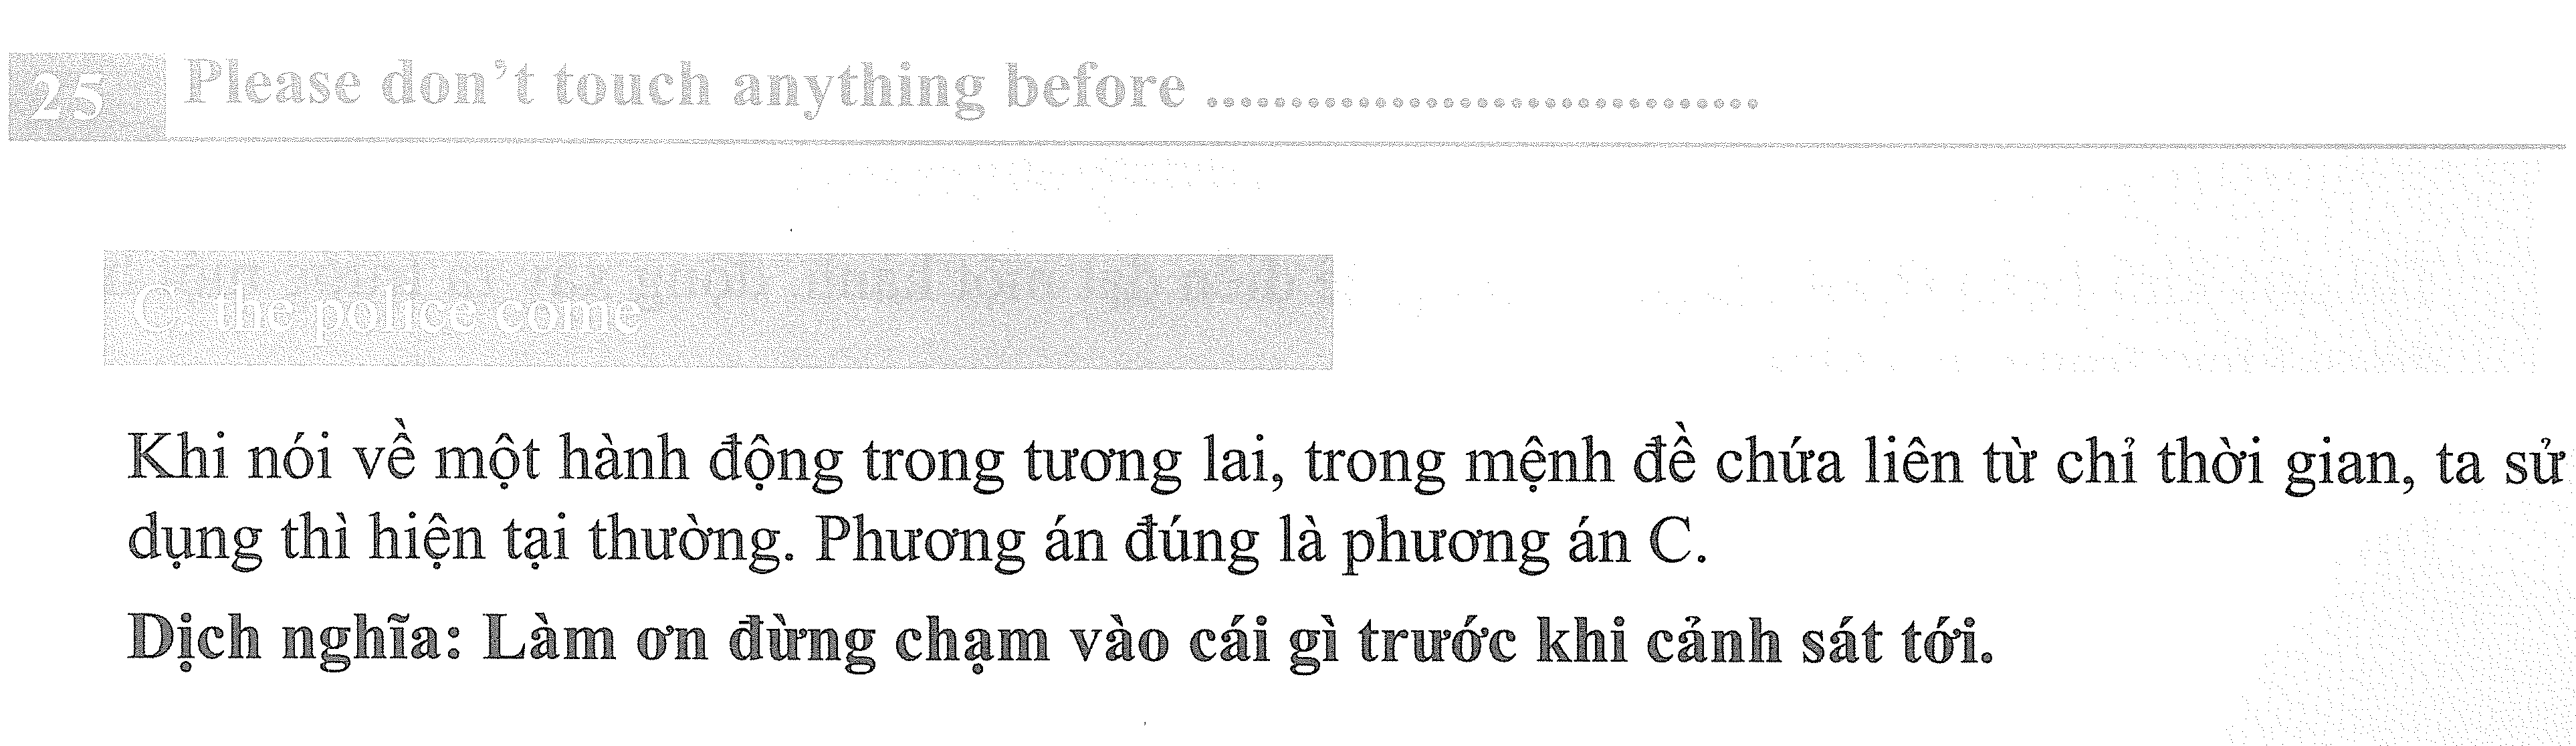 25 Please don’t touch anything before .................................
C. the police come
Khi nói về một hành động trong tương lai, trong mệnh đề chứa liên từ chỉ thời gian, ta sử
dụng thì hiện tại thường. Phương án đúng là phương án C.
Dịch nghĩa: Làm ơn đừng chạm vào cái gì trước khi cảnh sát tới.